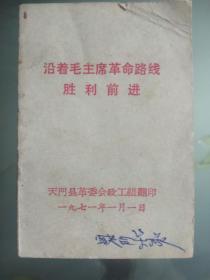 沿着毛主席革命路线
胜利前进
天门县革委会政工组翻印
一九七一年一月一日